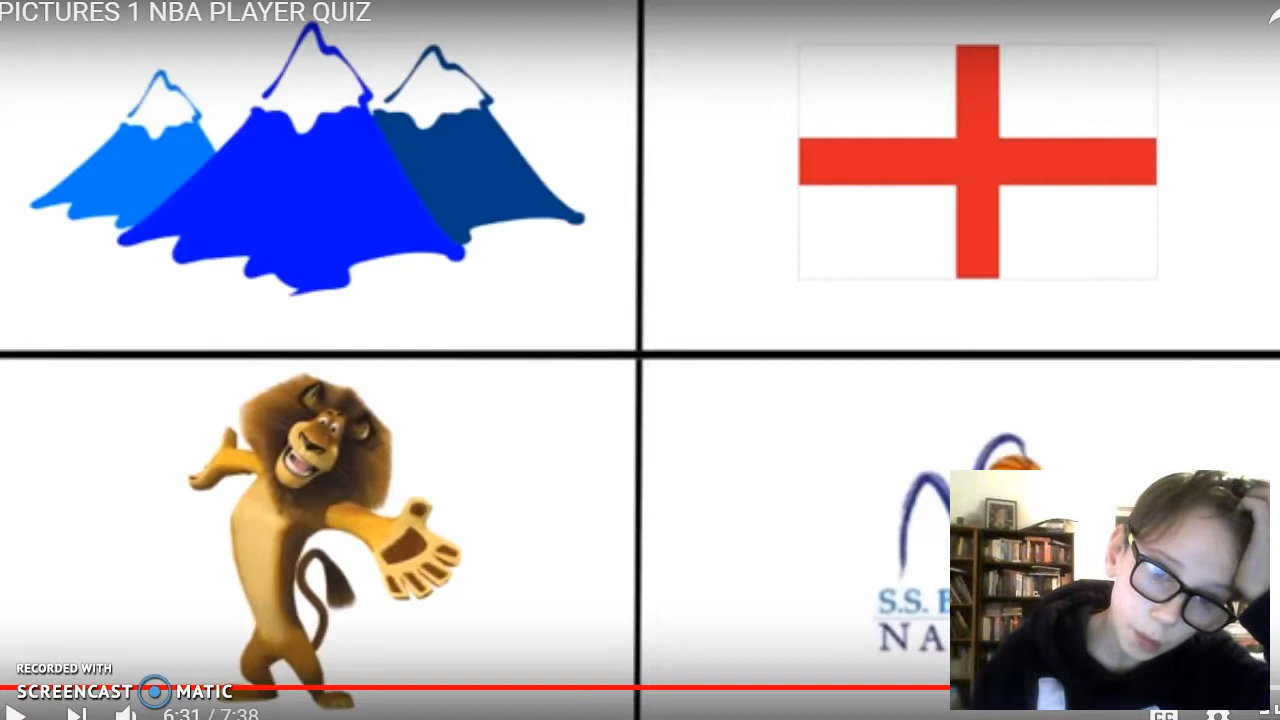 PICTURES 1 NBA PLAYER QUIZ
S.S. B
NA
RECORDED WITH
SCREENCAST MATIC
6:31 / 7:38